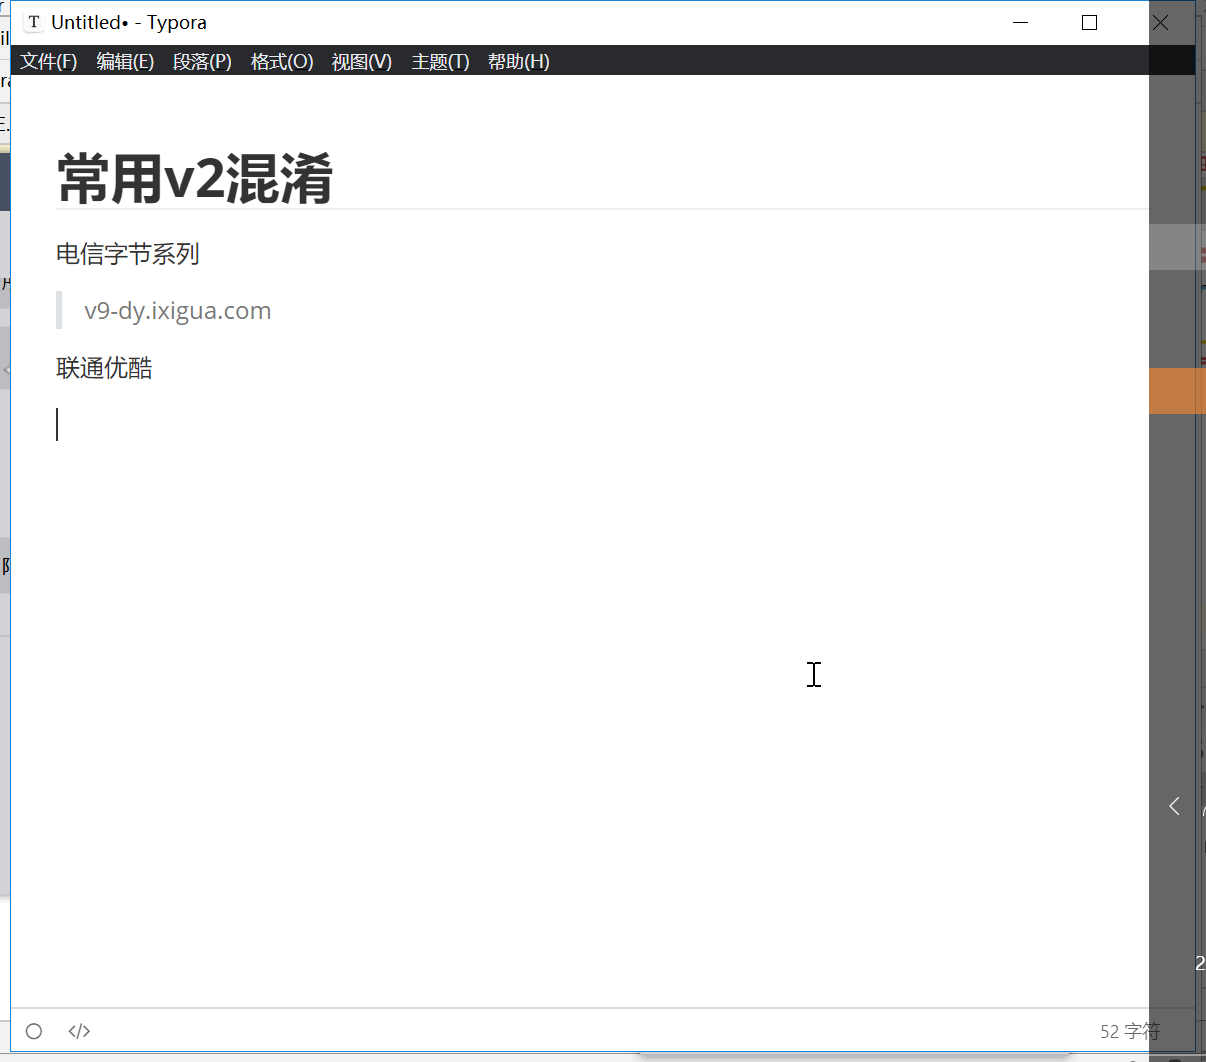 Untitled• - Typora
文件(F) 编辑(E) 段落(P) 格式(O) 视图(V) 主题(T) 帮助(H)
常用v2混淆
电信字节系列
v9-dy.ixigua.com
联通优酷
52 字符